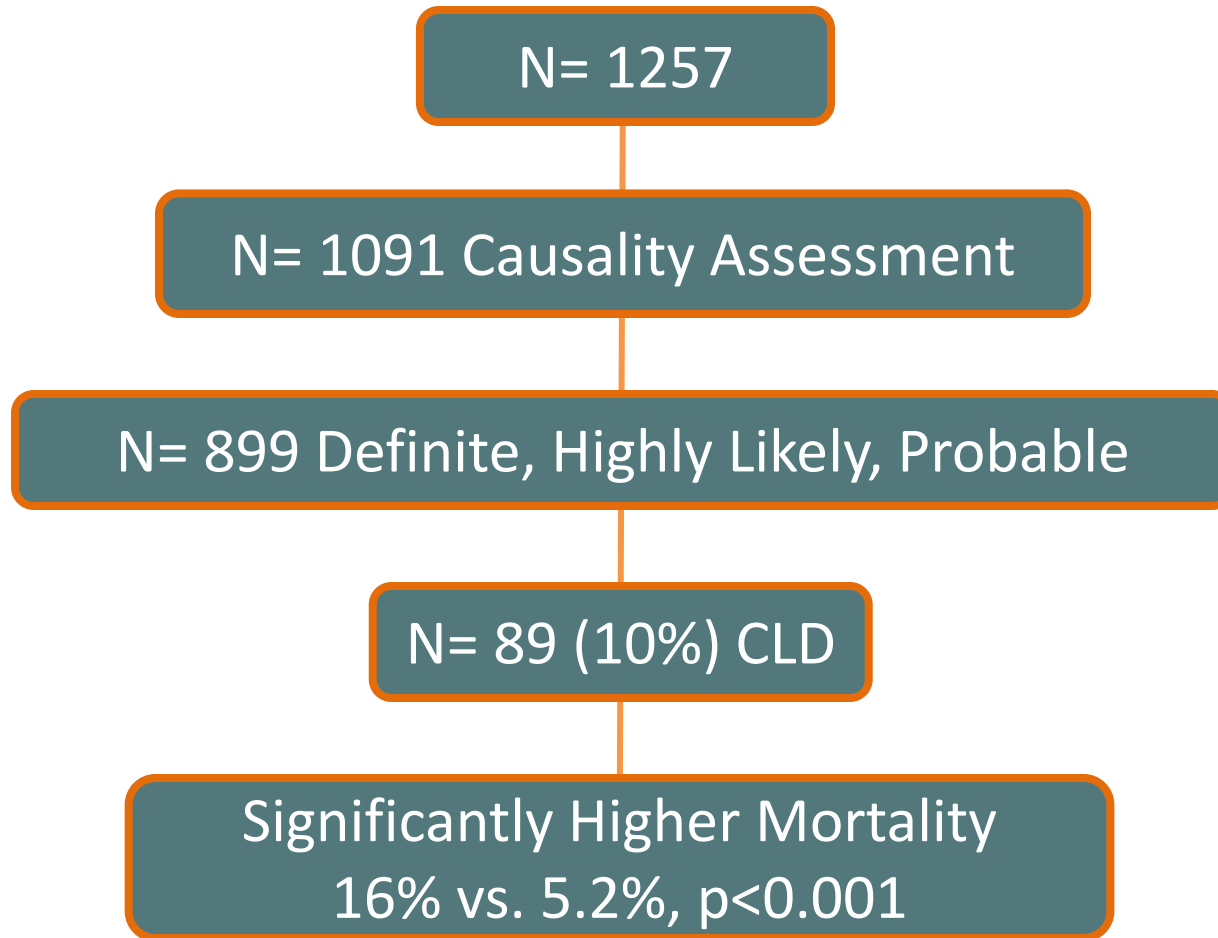 N= 1257
N= 1091 Causality Assessment
N= 899 Definite, Highly Likely, Probable
N= 89 (10%) CLD
Significantly Higher Mortality
16% vs. 5.2%, p<0.001